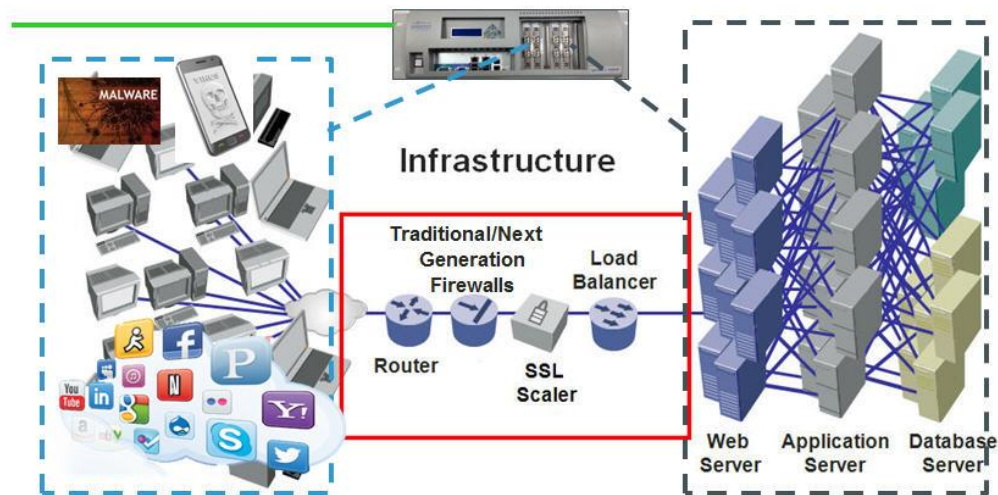 MALWARE
VIRUS
Infrastructure
Traditional/Next
Generation
Firewalls
Load
Balancer
Router
SSL
Scaler
You
Tube
in
f
P
N
Y!
S
a
Web
Server
Application
Server
Database
Server